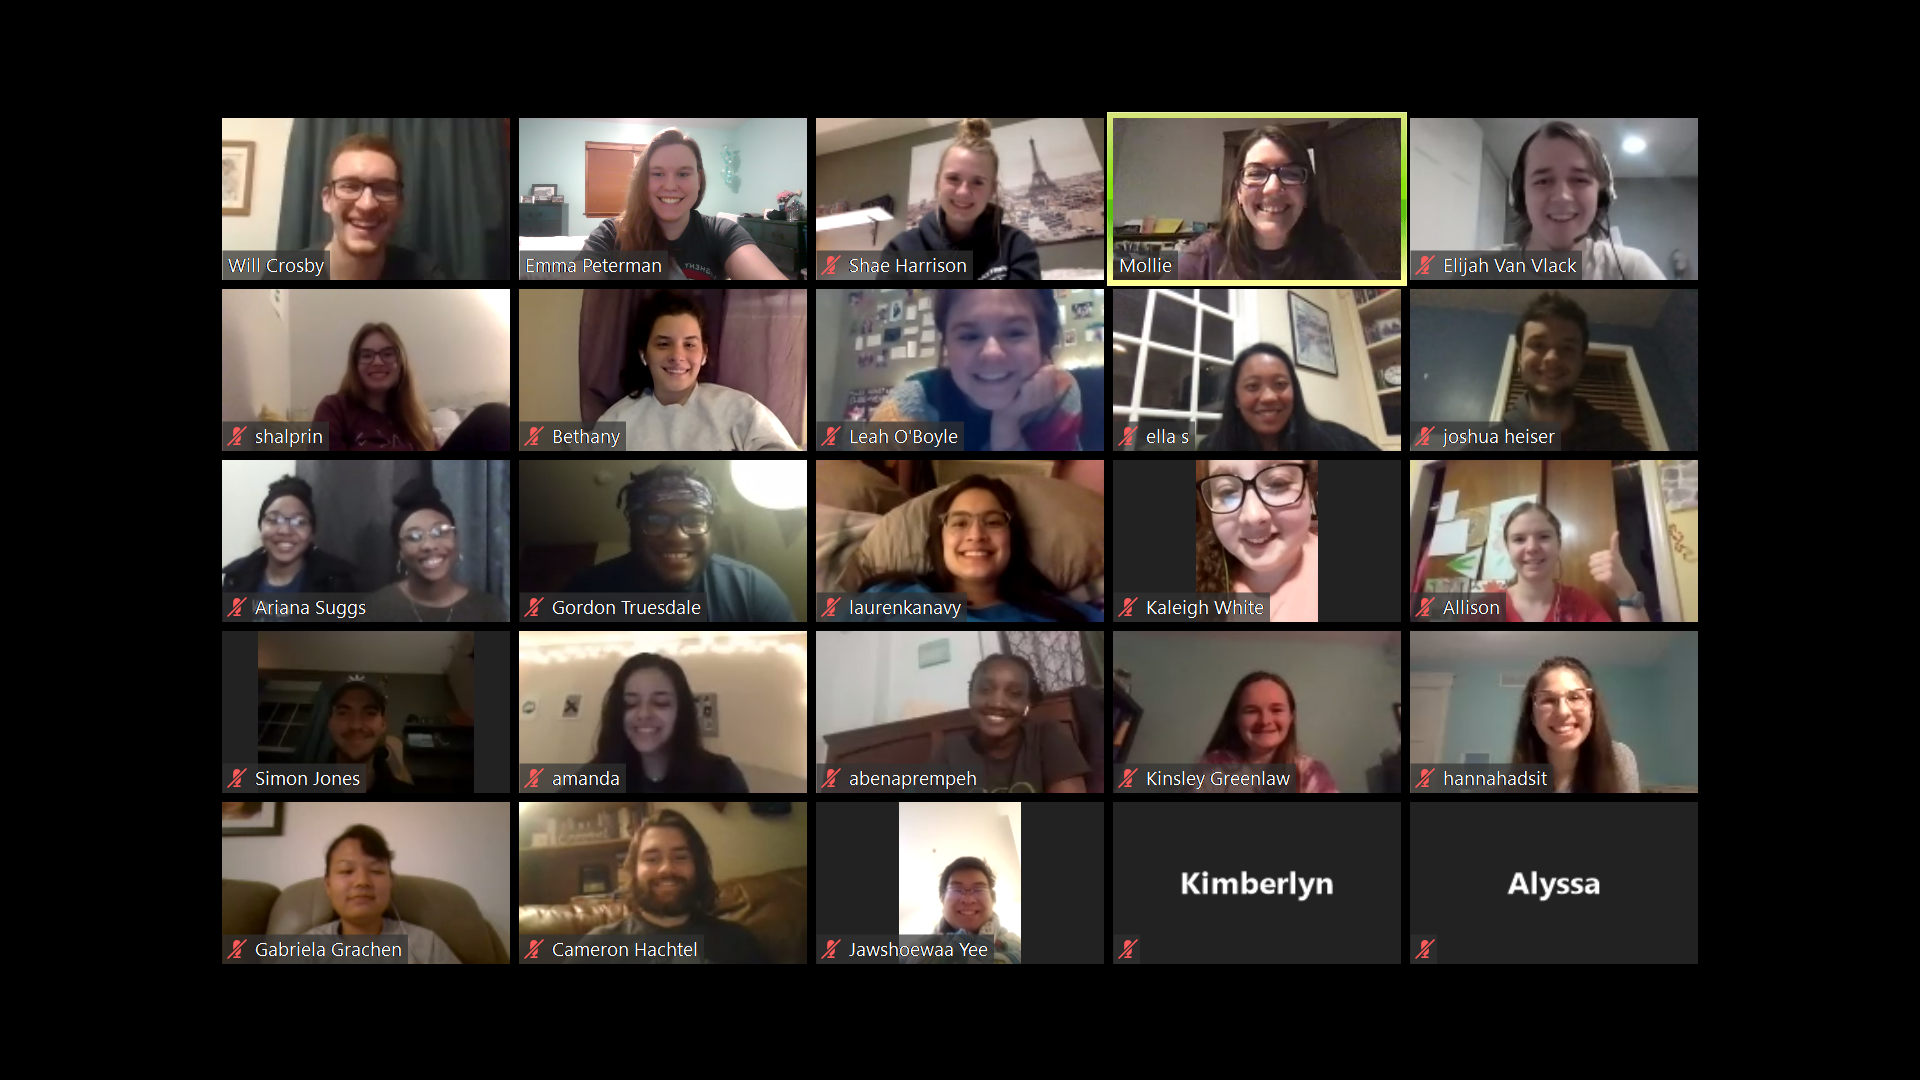 Will Crosby
Emma Peterman
Shae Harrison
Mollie
Elijah Van Vlack
shalprin
Bethany
Leah O'Boyle
ella s
joshua heiser
Ariana Suggs
Gordon Truesdale
laurenkanavy
Kaleigh White
Allison
Simon Jones
amanda
abenaprempeh
Kinsley Greenlaw
hannahadsit
Gabriela Grachen
Cameron Hachtel
Jawshoewaa Yee
Kimberlyn
Alyssa